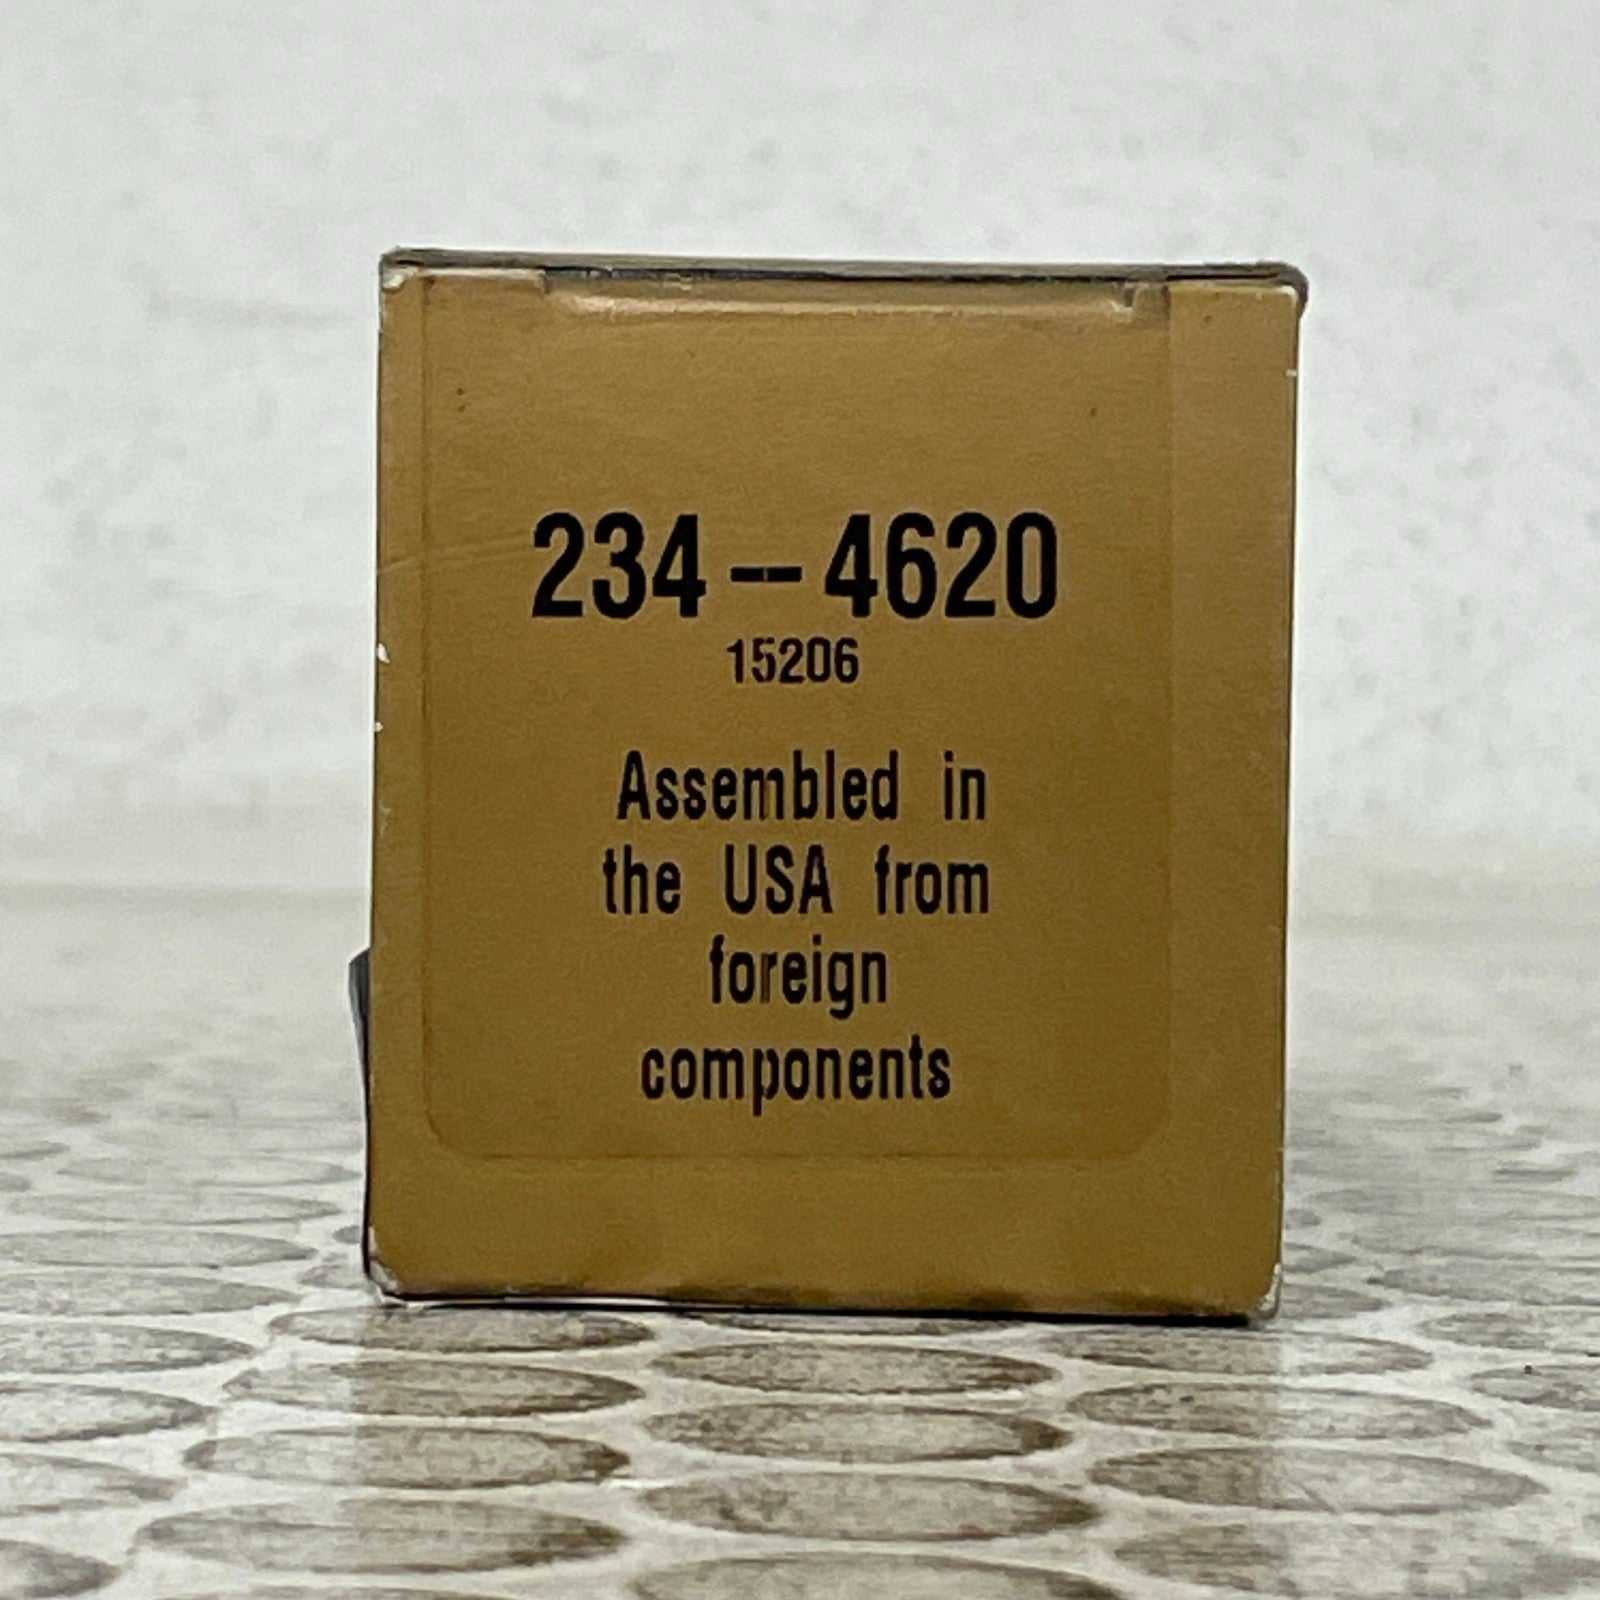 234--4620
15206
Assembled in
the USA from
foreign
components